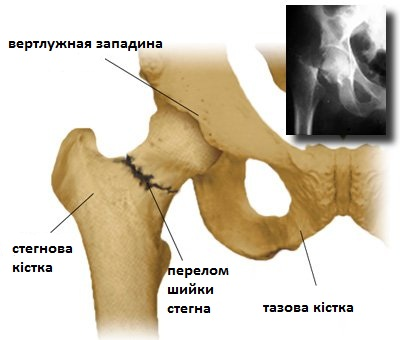 вертлужная западина
стегнова
кістка
перелом
шийки
стегна
тазова кістка